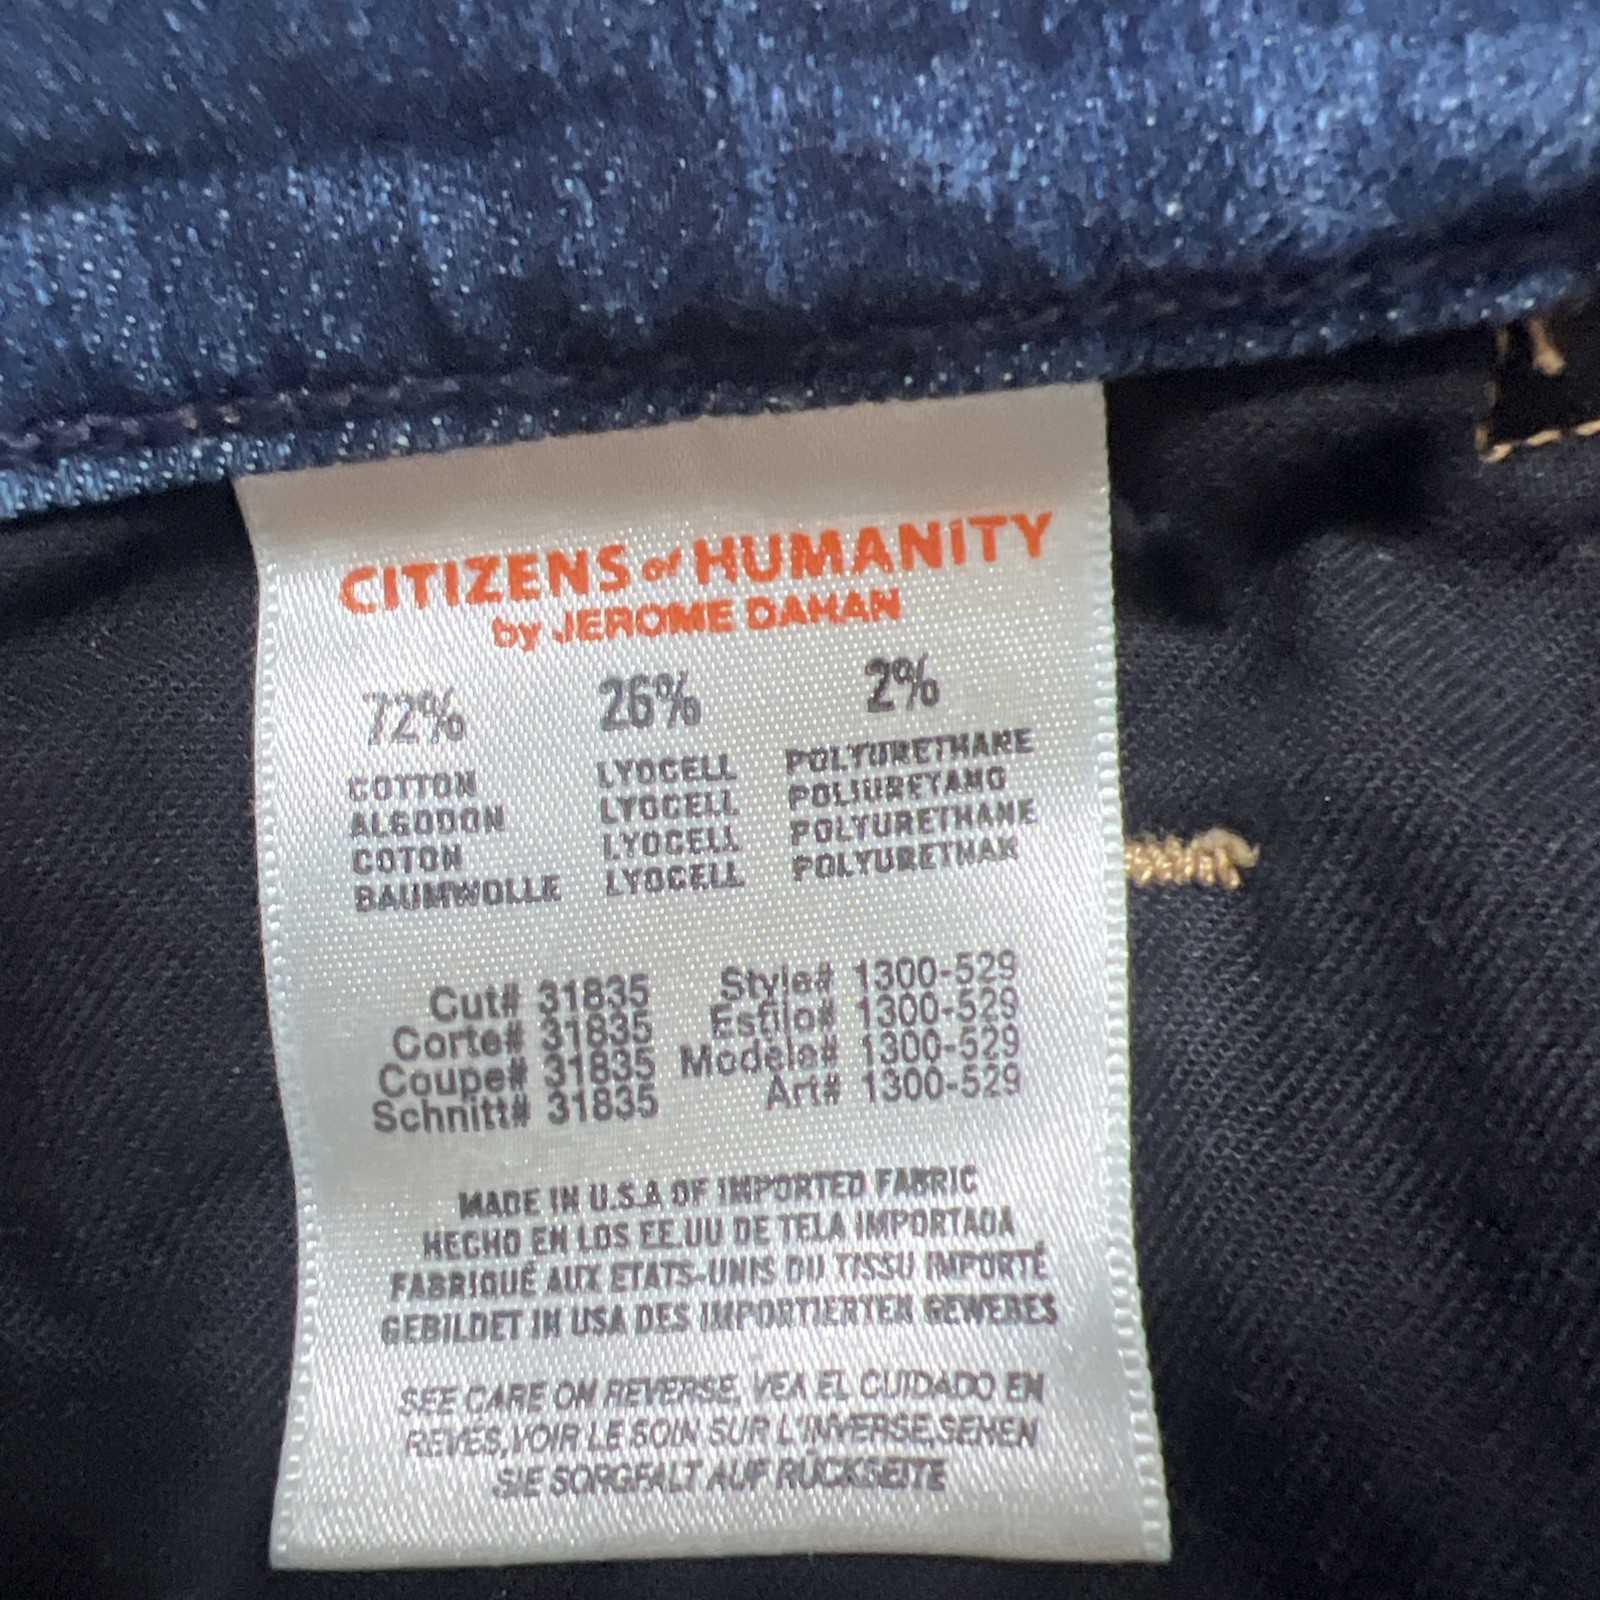 CITIZENS of HUMANITY
by JEROME DAHAN
72% 26% 2%
COTTON LYOCELL POLYURETHANE
ALGODON LYOCELL POLIURETANO
COTON LYOCELL POLYURETHANE
BAUMWOLLE LYOCELL POLYURETHAN
Cut# 31835 Style# 1300-529
Corte# 31835 Estilo# 1300-529
Coupe# 31835 Modele# 1300-529
Schnitt# 31835 Art# 1300-529
MADE IN U.S.A OF IMPORTED FABRIC
HECHO EN LOS EE.UU DE TELA IMPORTADA
FABRIQUÉ AUX ETATS-UNIS DU TISSU IMPORTÉ
GEBILDET IN USA DES IMPORTIERTEN GEWEBES
SEE CARE ON REVERSE, VEA EL CUIDADO EN
REVES,VOIR LE SOIN SUR L'INVERSE,SEHEN
SIE SORGFALT AUF RÜCKSEITE